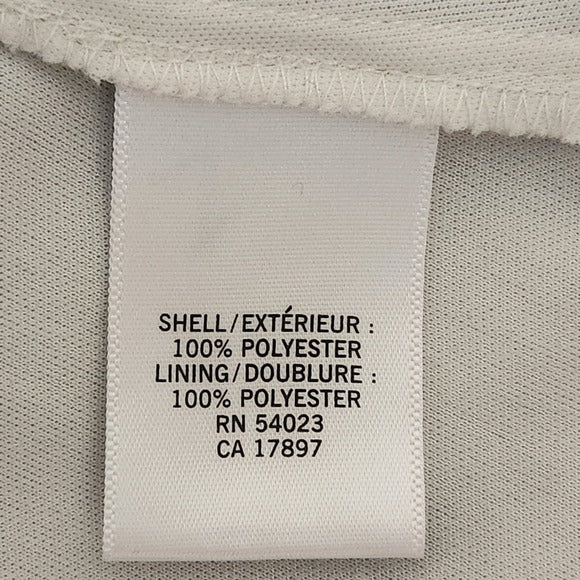 SHELL/EXTÉRIEUR :
100% POLYESTER
LINING/DOUBLURE :
100% POLYESTER
RN 54023
CA 17897